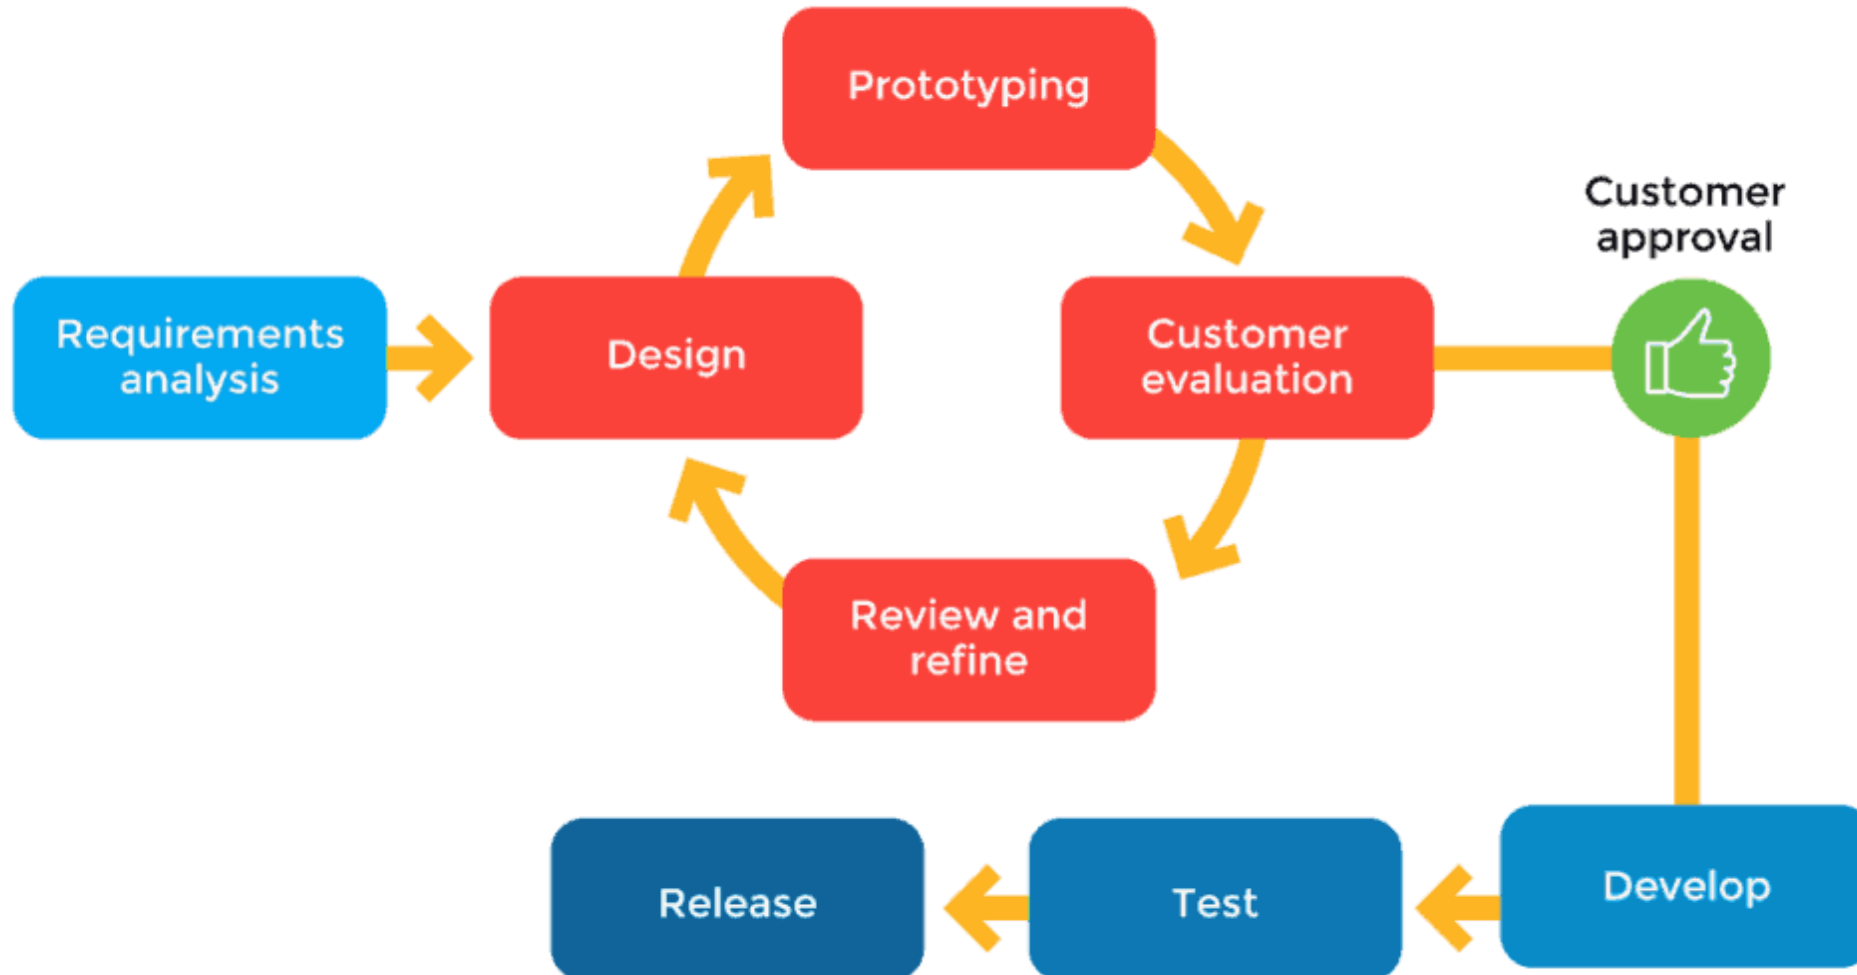 Prototyping
Customer
approval
Requirements
analysis
Design
Customer
evaluation
Review and
refine
Release
Test
Develop